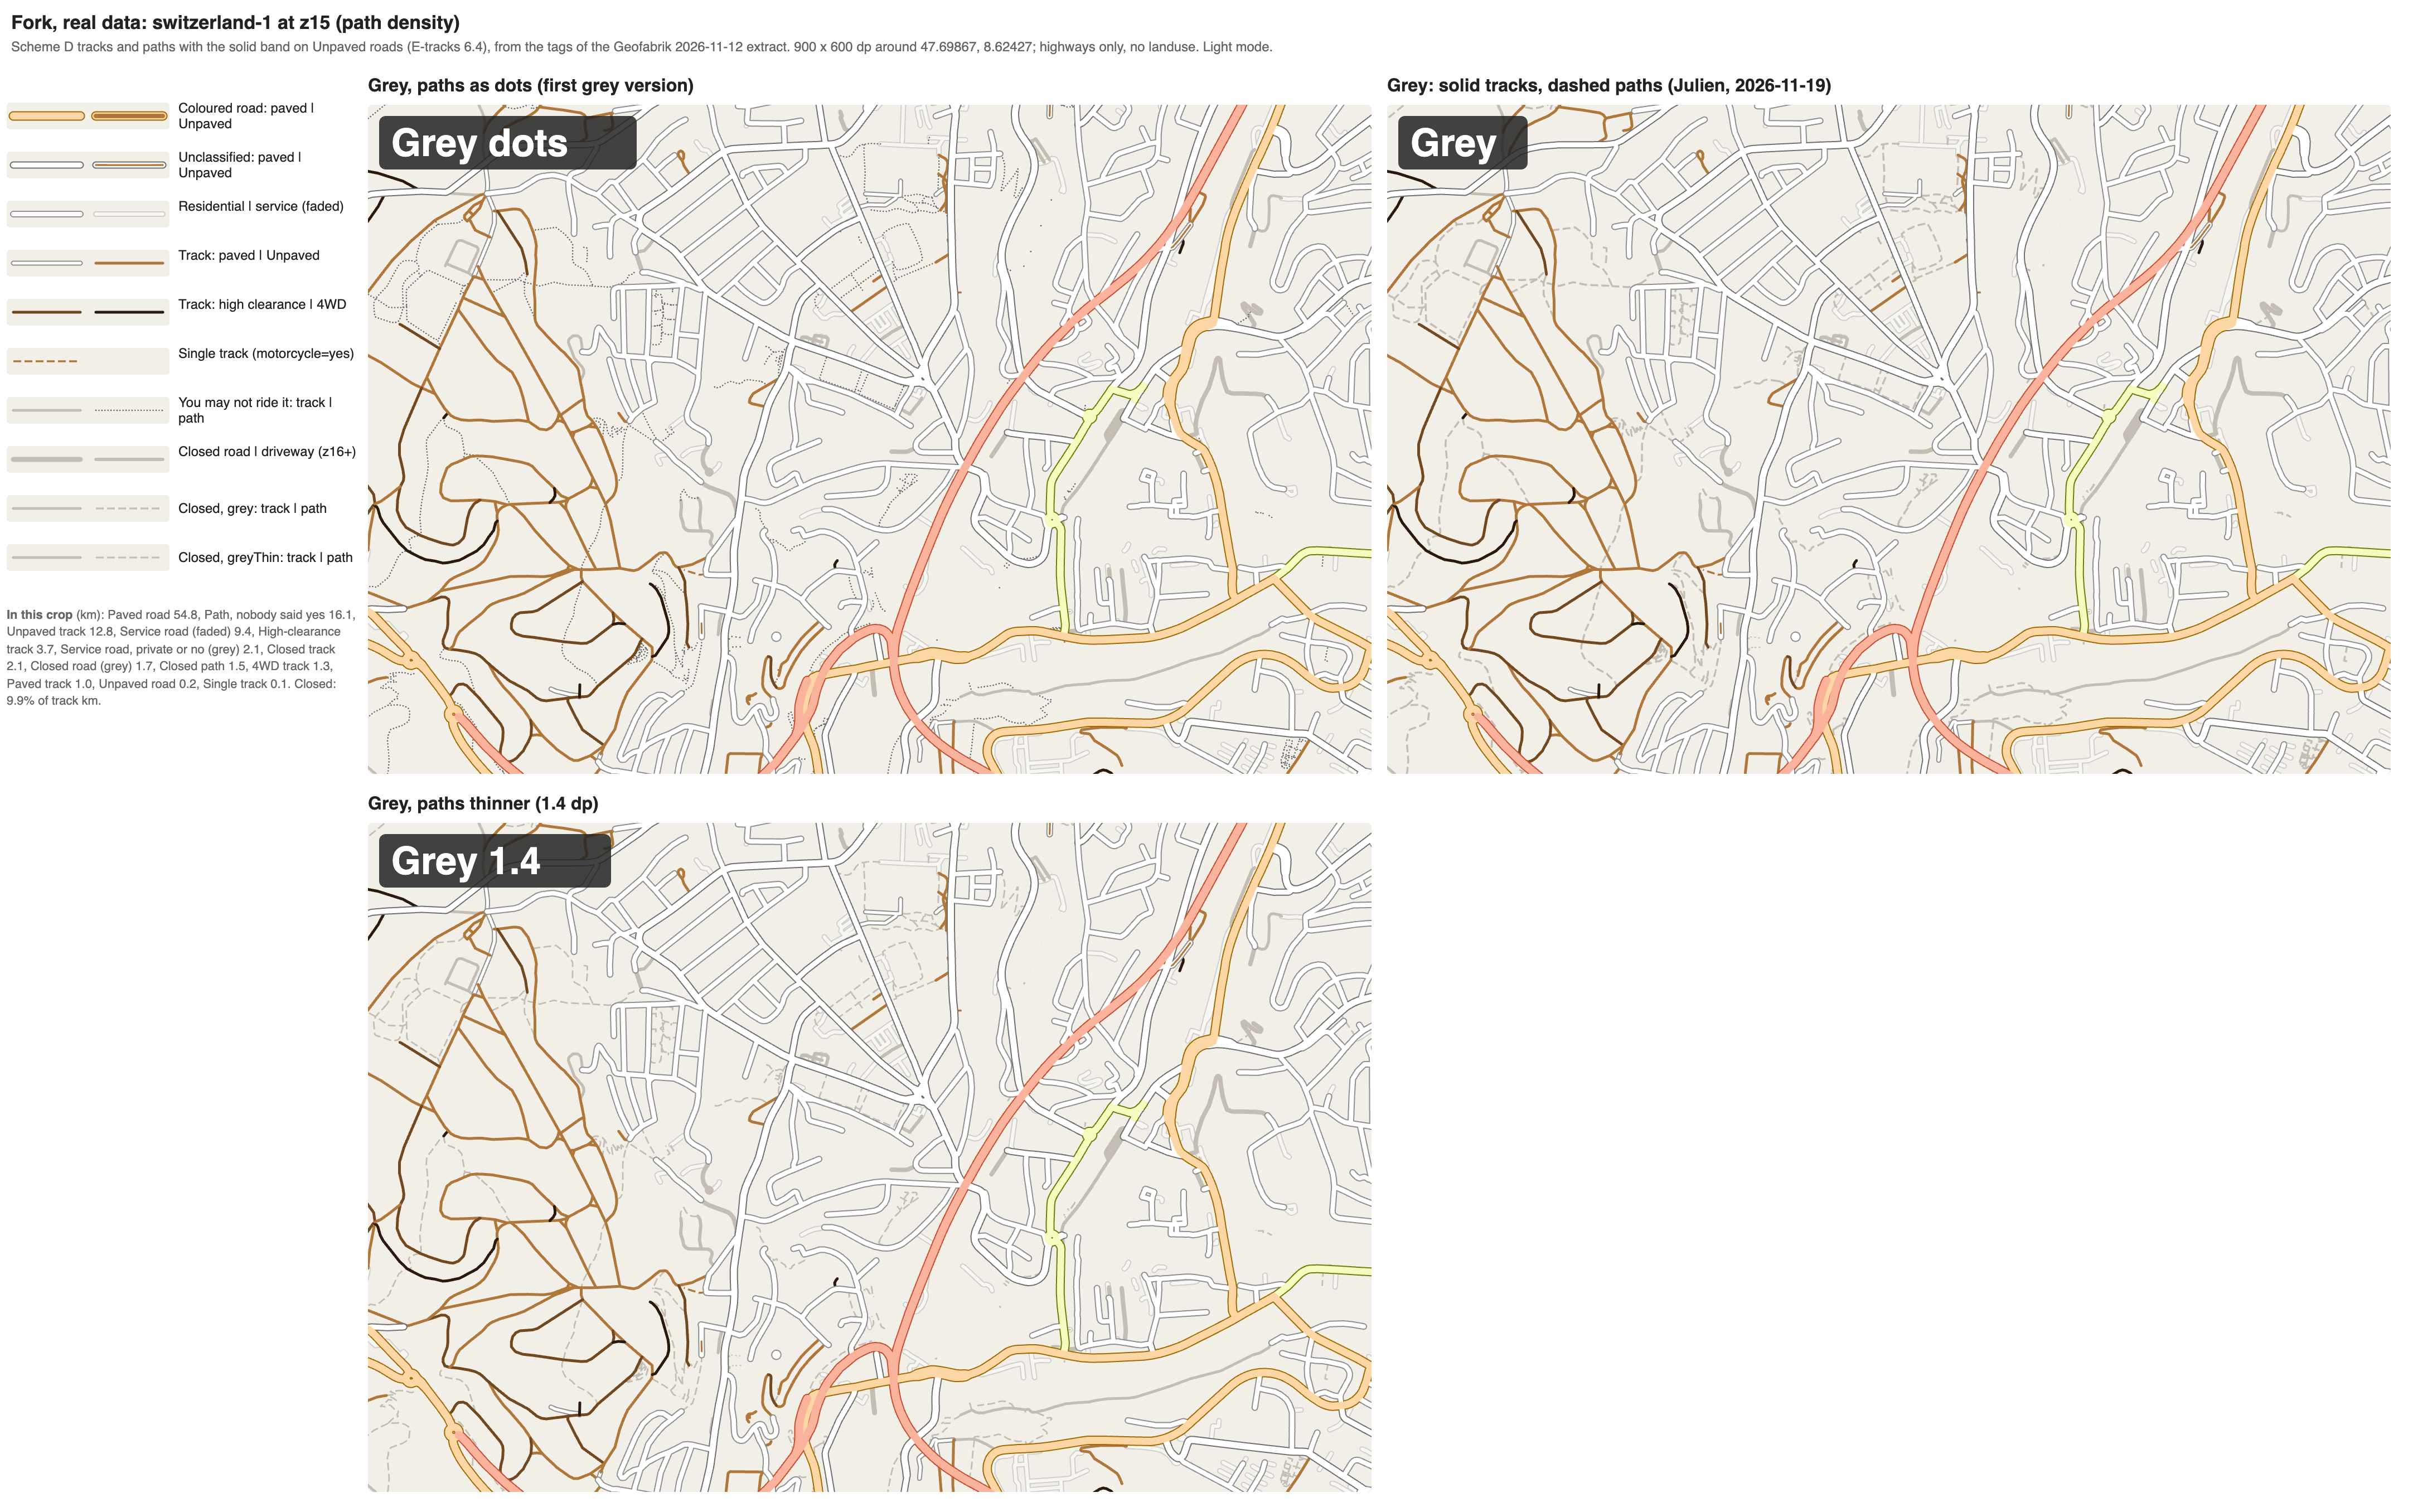 Fork, real data: switzerland-1 at z15 (path density)
Scheme D tracks and paths with the solid band on Unpaved roads (E-tracks 6.4), from the tags of the Geofabrik 2026-11-12 extract. 900 x 600 dp around 47.69867, 8.62427; highways only, no landuse. Light mode.
Coloured road: paved |
Unpaved
Unclassified: paved |
Unpaved
Residential | service (faded)
Track: paved | Unpaved
Track: high clearance | 4WD
Single track (motorcycle=yes)
You may not ride it: track |
path
Closed road | driveway (z16+)
Closed, grey: track | path
Closed, greyThin: track | path
In this crop (km): Paved road 54.8, Path, nobody said yes 16.1,
Unpaved track 12.8, Service road (faded) 9.4, High-clearance
track 3.7, Service road, private or no (grey) 2.1, Closed track
2.1, Closed road (grey) 1.7, Closed path 1.5, 4WD track 1.3,
Paved track 1.0, Unpaved road 0.2, Single track 0.1. Closed:
9.9% of track km.
Grey, paths as dots (first grey version)
Grey dots
Grey: solid tracks, dashed paths (Julien, 2026-11-19)
Grey
Grey, paths thinner (1.4 dp)
Grey 1.4